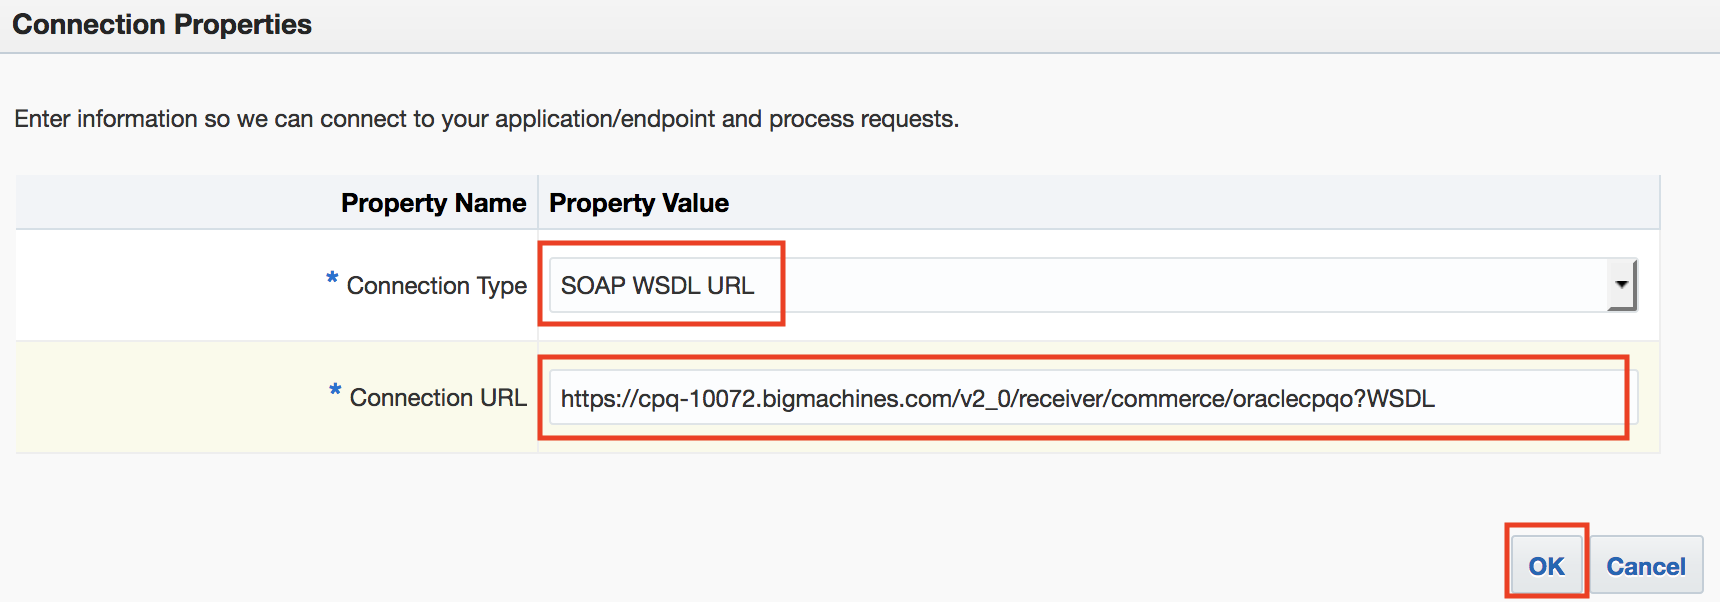 Connection Properties
Enter information so we can connect to your application/endpoint and process requests.
Property Name Property Value
* Connection Type SOAP WSDL URL
* Connection URL https://cpq-10072.bigmachines.com/v2_0/receiver/commerce/oraclecpqo?WSDL
OK Cancel